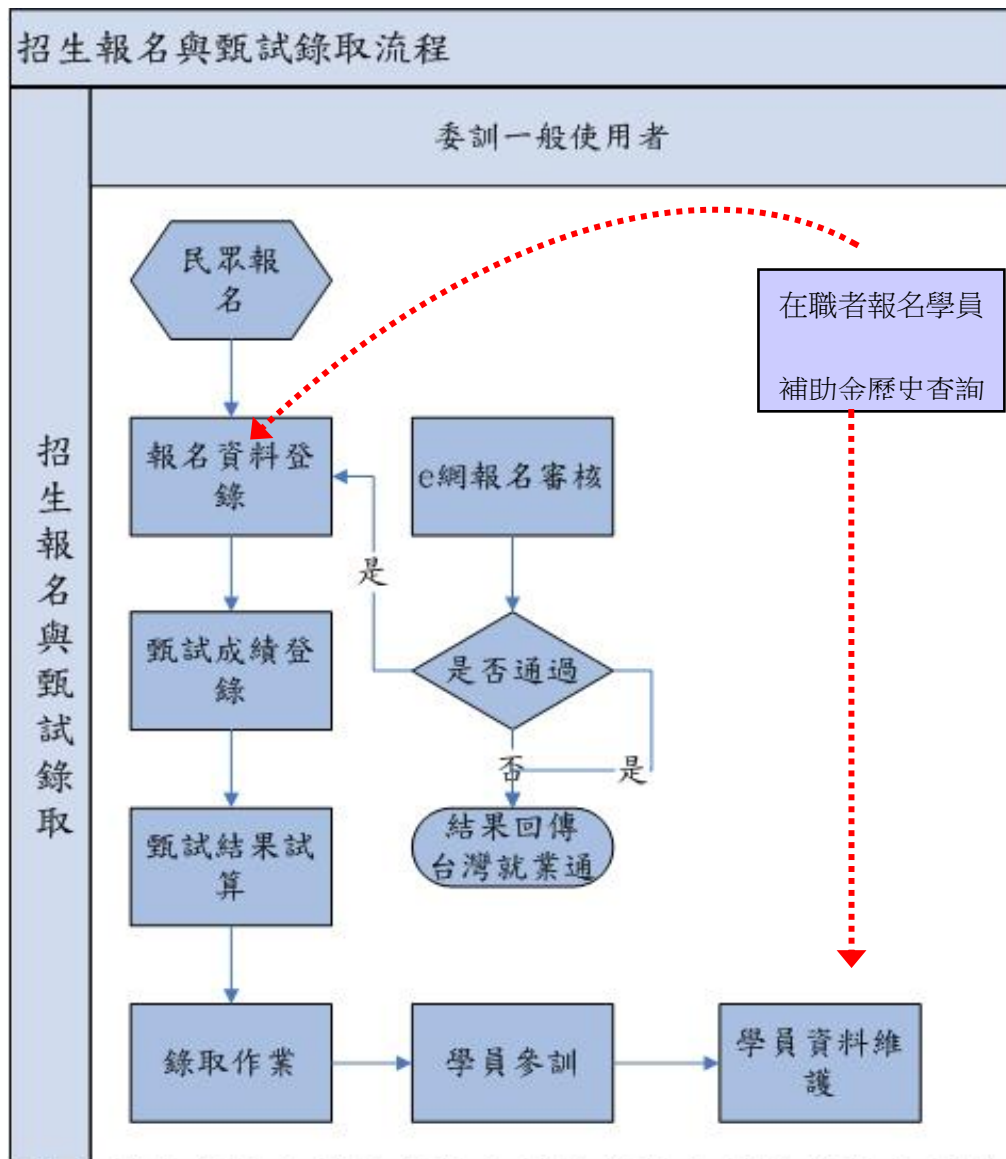 招生報名與甄試錄取流程
委訓一般使用者
招生報名與甄試錄取
民眾報
名
在職者報名學員
補助金歷史查詢
報名資料登
錄
e網報名審核
是
甄試成績登
錄
是否通過
否
是
甄試結果試
算
結果回傳
台灣就業通
錄取作業
學員參訓
學員資料維
護